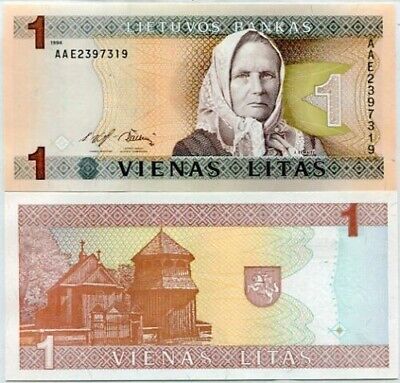 1
LIETUVOS BANKAS
1994
AAE2397319
AAE2397319
1
1
VIENAS LITAS
1
1
VIENAS LITAS